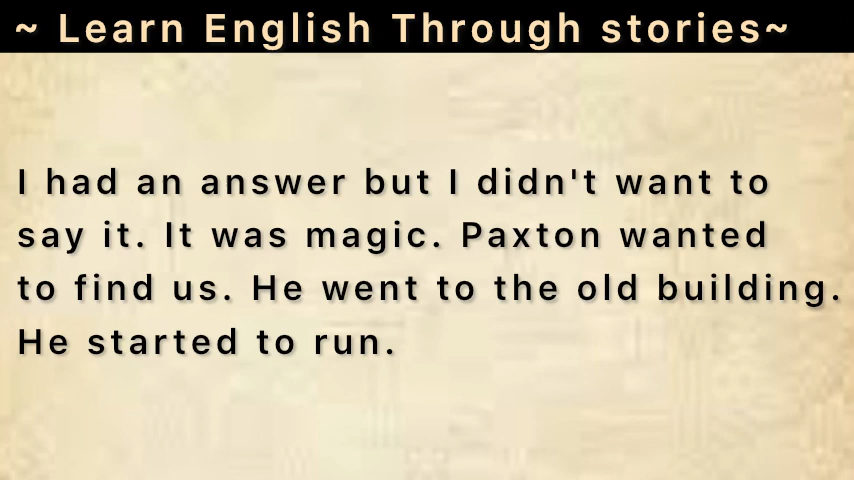 ~ Learn English Through stories~
I had an answer but I didn't want to
say it. It was magic. Paxton wanted
to find us. He went to the old building.
He started to run.